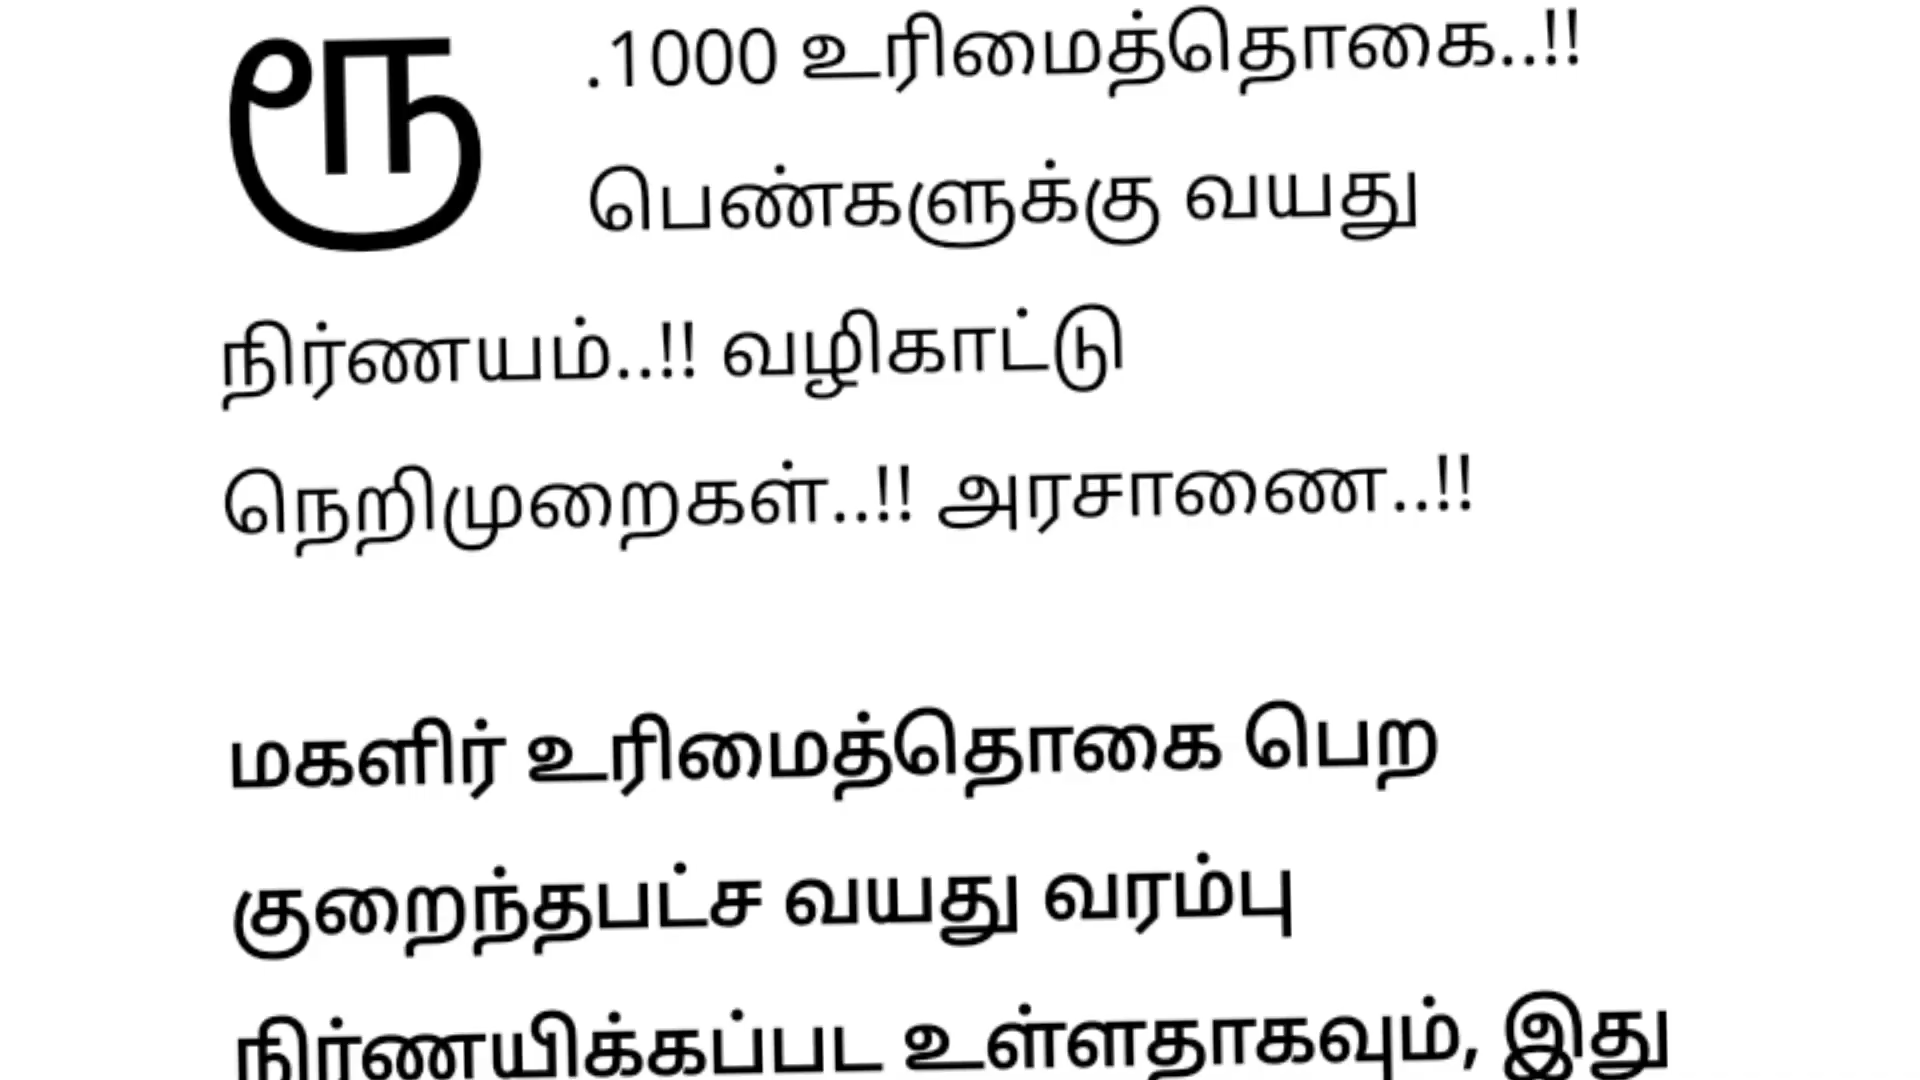 ரூ.1000 உரிமைத்தொகை..!!
பெண்களுக்கு வயது
நிர்ணயம்..!! வழிகாட்டு
நெறிமுறைகள்..!! அரசாணை..!!
மகளிர் உரிமைத்தொகை பெற
குறைந்தபட்ச வயது வரம்பு
நிர்ணயிக்கப்பட உள்ளதாகவும், இது